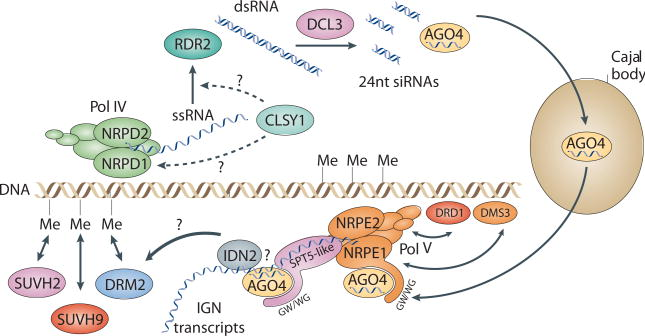 dsRNA
DCL3
RDR2
AGO4
24nt siRNAs
Cajal
body
?
ssRNA
CLSY1
Pol IV
NRPD2
NRPD1
?
AGO4
DNA
Me Me Me
Me Me Me
?
NRPE2
DRD1
DMS3
IDN2
?
SPT5-like
NRPE1
Pol V
SUVH2
DRM2
AGO4
AGO4
GW/WG
GW/WG
SUVH9
IGN
transcripts